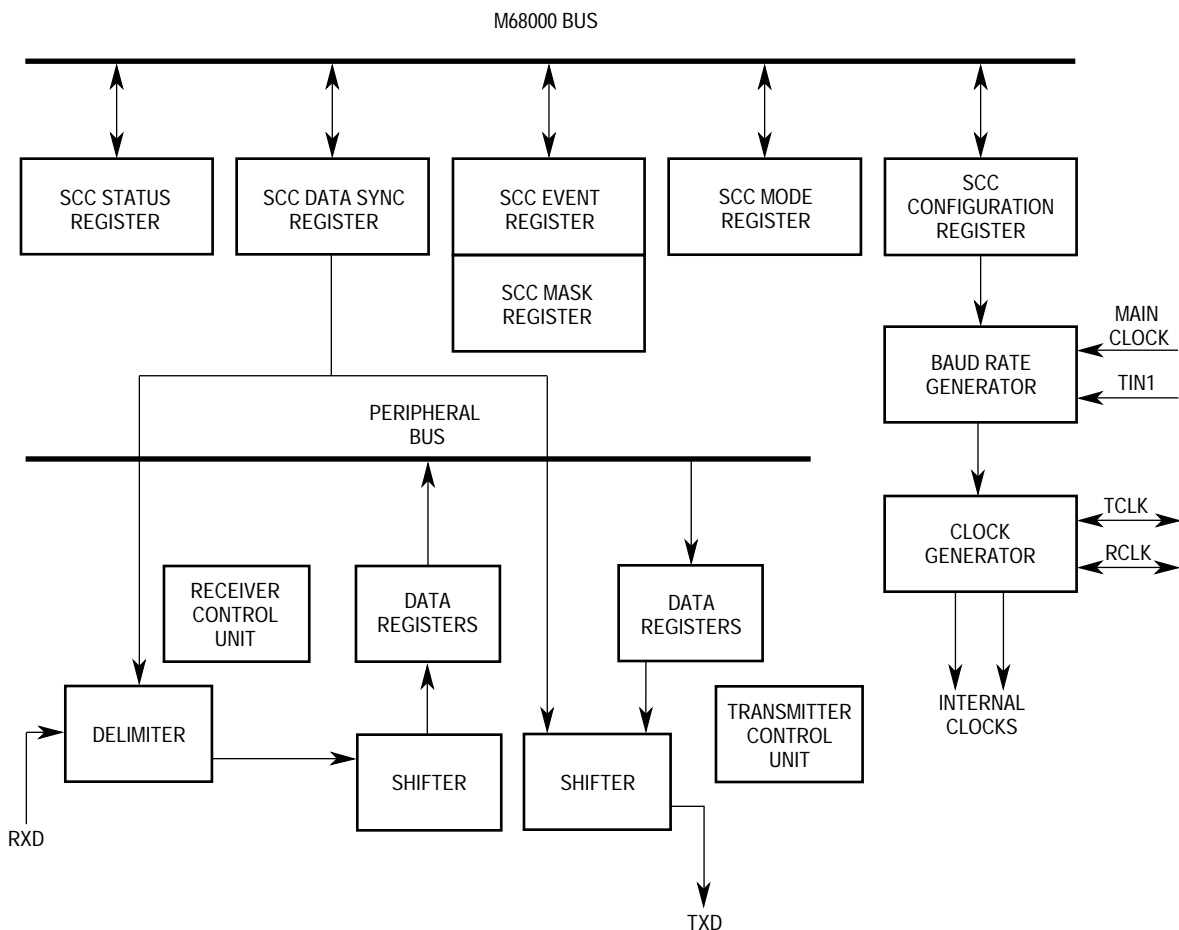 M68000 BUS
SCC STATUS
REGISTER
SCC DATA SYNC
REGISTER
SCC EVENT
REGISTER
SCC MODE
REGISTER
SCC
CONFIGURATION
REGISTER
SCC MASK
REGISTER
MAIN
CLOCK
BAUD RATE
GENERATOR
TIN1
PERIPHERAL
BUS
CLOCK
GENERATOR
TCLK
RCLK
RECEIVER
CONTROL
UNIT
DATA
REGISTERS
DATA
REGISTERS
INTERNAL
CLOCKS
DELIMITER
TRANSMITTER
CONTROL
UNIT
SHIFTER
SHIFTER
RXD
TXD